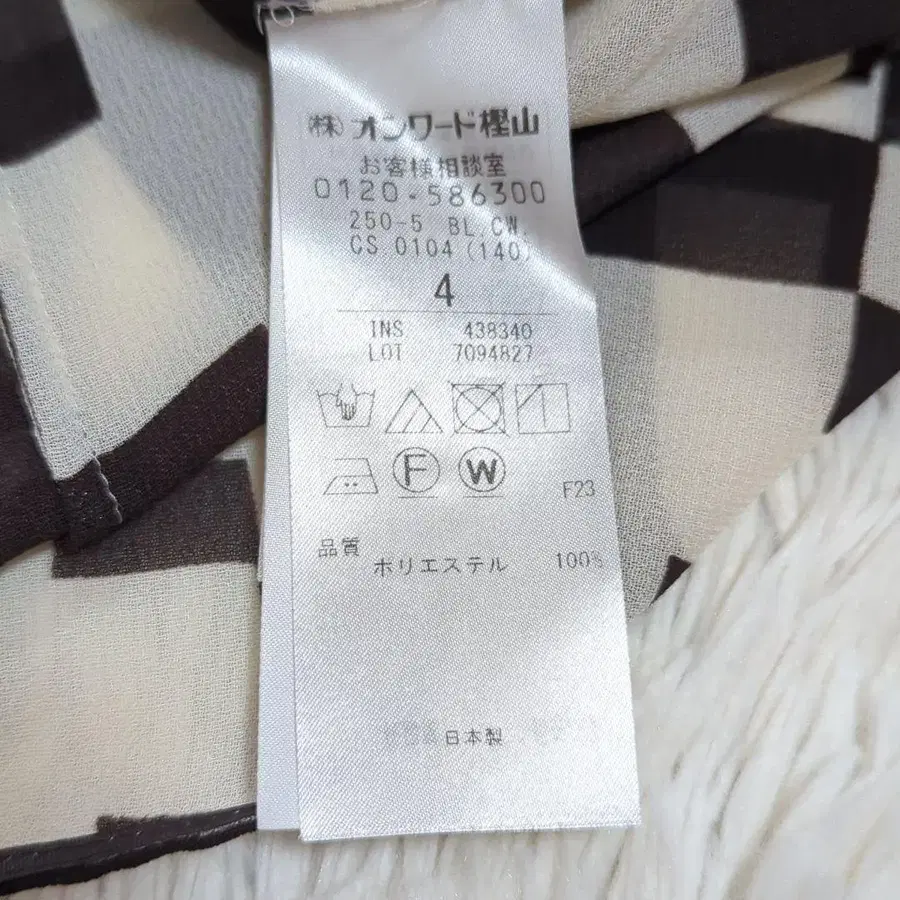 (株)オンワード樫山
お客様相談室
0120-586300
250-5 BL.CW.
CS.0104(140)
4
INS 438340
LOT 7094827
F W
F23
品質
ポリエステル 100%
日本製